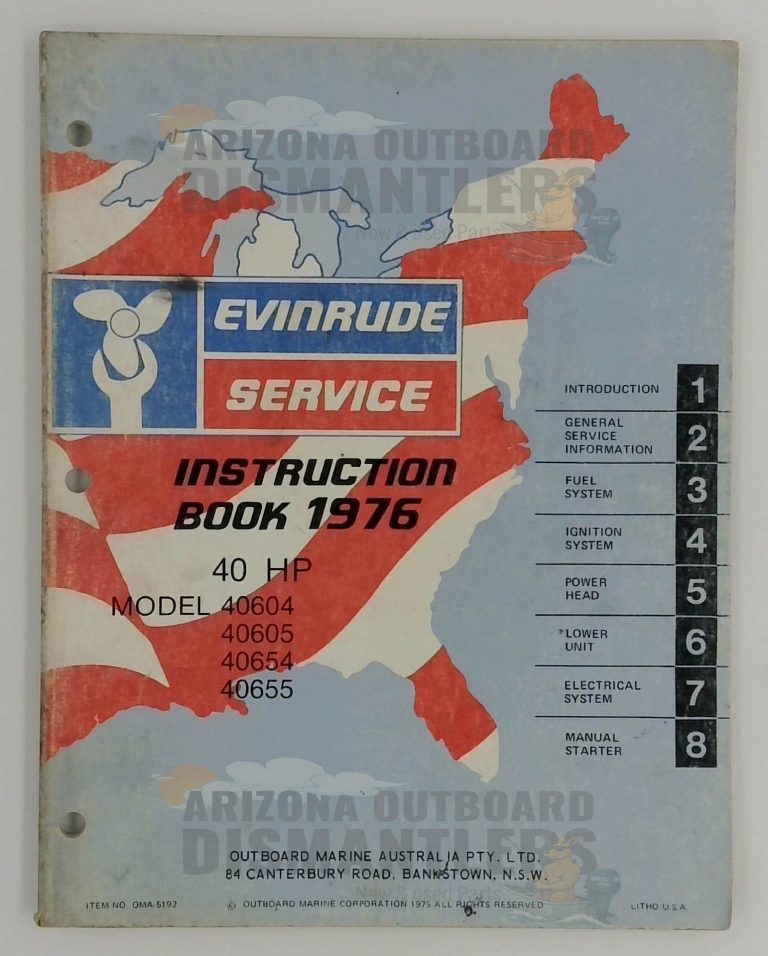 ARIZONA OUTBOARD
DISMANTLERS
New & used Parts
EVINRUDE
SERVICE
INSTRUCTION
BOOK 1976
40 HP
MODEL 40604
40605
40654
40655
INTRODUCTION 1
GENERAL
SERVICE
INFORMATION 2
FUEL
SYSTEM 3
IGNITION
SYSTEM 4
POWER
HEAD 5
LOWER
UNIT 6
ELECTRICAL
SYSTEM 7
MANUAL
STARTER 8
ARIZONA OUTBOARD
DISMANTLERS
New & used Parts
OUTBOARD MARINE AUSTRALIA PTY. LTD.
84 CANTERBURY ROAD, BANKSTOWN, N.S.W.
ITEM NO. OMA-5192 © OUTBOARD MARINE CORPORATION 1975 ALL RIGHTS RESERVED LITHO U.S.A.